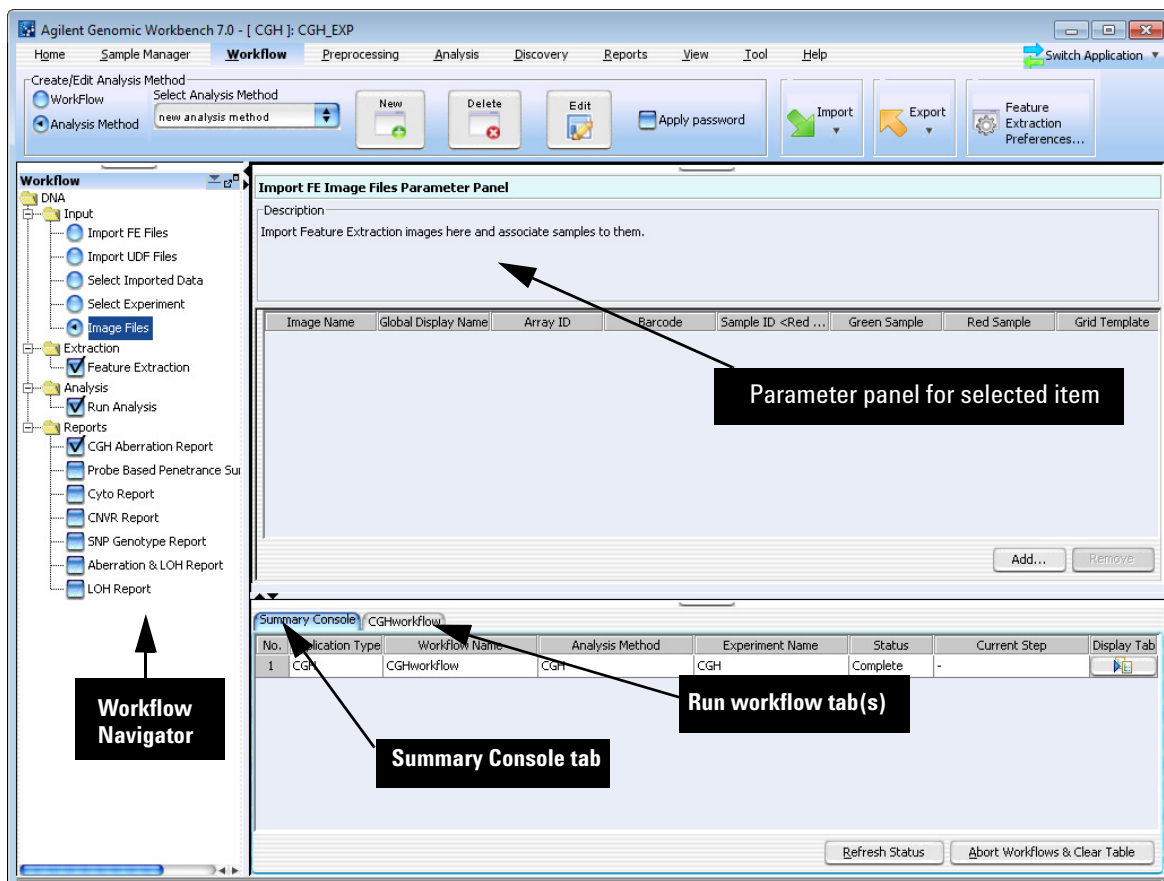 Agilent Genomic Workbench 7.0 - [ CGH ]: CGH_EXP
Home Sample Manager Workflow Preprocessing Analysis Discovery Reports View Tool Help Switch Application
Create/Edit Analysis Method
WorkFlow
Analysis Method
Select Analysis Method
new analysis method
New
Delete
Edit
Apply password
Import
Export
Feature
Extraction
Preferences...
Workflow
DNA
Input
Import FE Files
Import UDF Files
Select Imported Data
Select Experiment
Image Files
Extraction
Feature Extraction
Analysis
Run Analysis
Reports
CGH Aberration Report
Probe Based Penetrance Su
Cyto Report
CNVR Report
SNP Genotype Report
Aberration & LOH Report
LOH Report
Workflow
Navigator
Import FE Image Files Parameter Panel
Description
Import Feature Extraction images here and associate samples to them.
Image Name Global Display Name Array ID Barcode Sample ID <Red ... Green Sample Red Sample Grid Template
Parameter panel for selected item
Add... Remove
Summary Console CGHworkflow
No. plication Type Workflow Name Analysis Method Experiment Name Status Current Step Display Tab
1 CGH CGHworkflow CGH CGH Complete -
Run workflow tab(s)
Summary Console tab
Refresh Status Abort Workflows & Clear Table